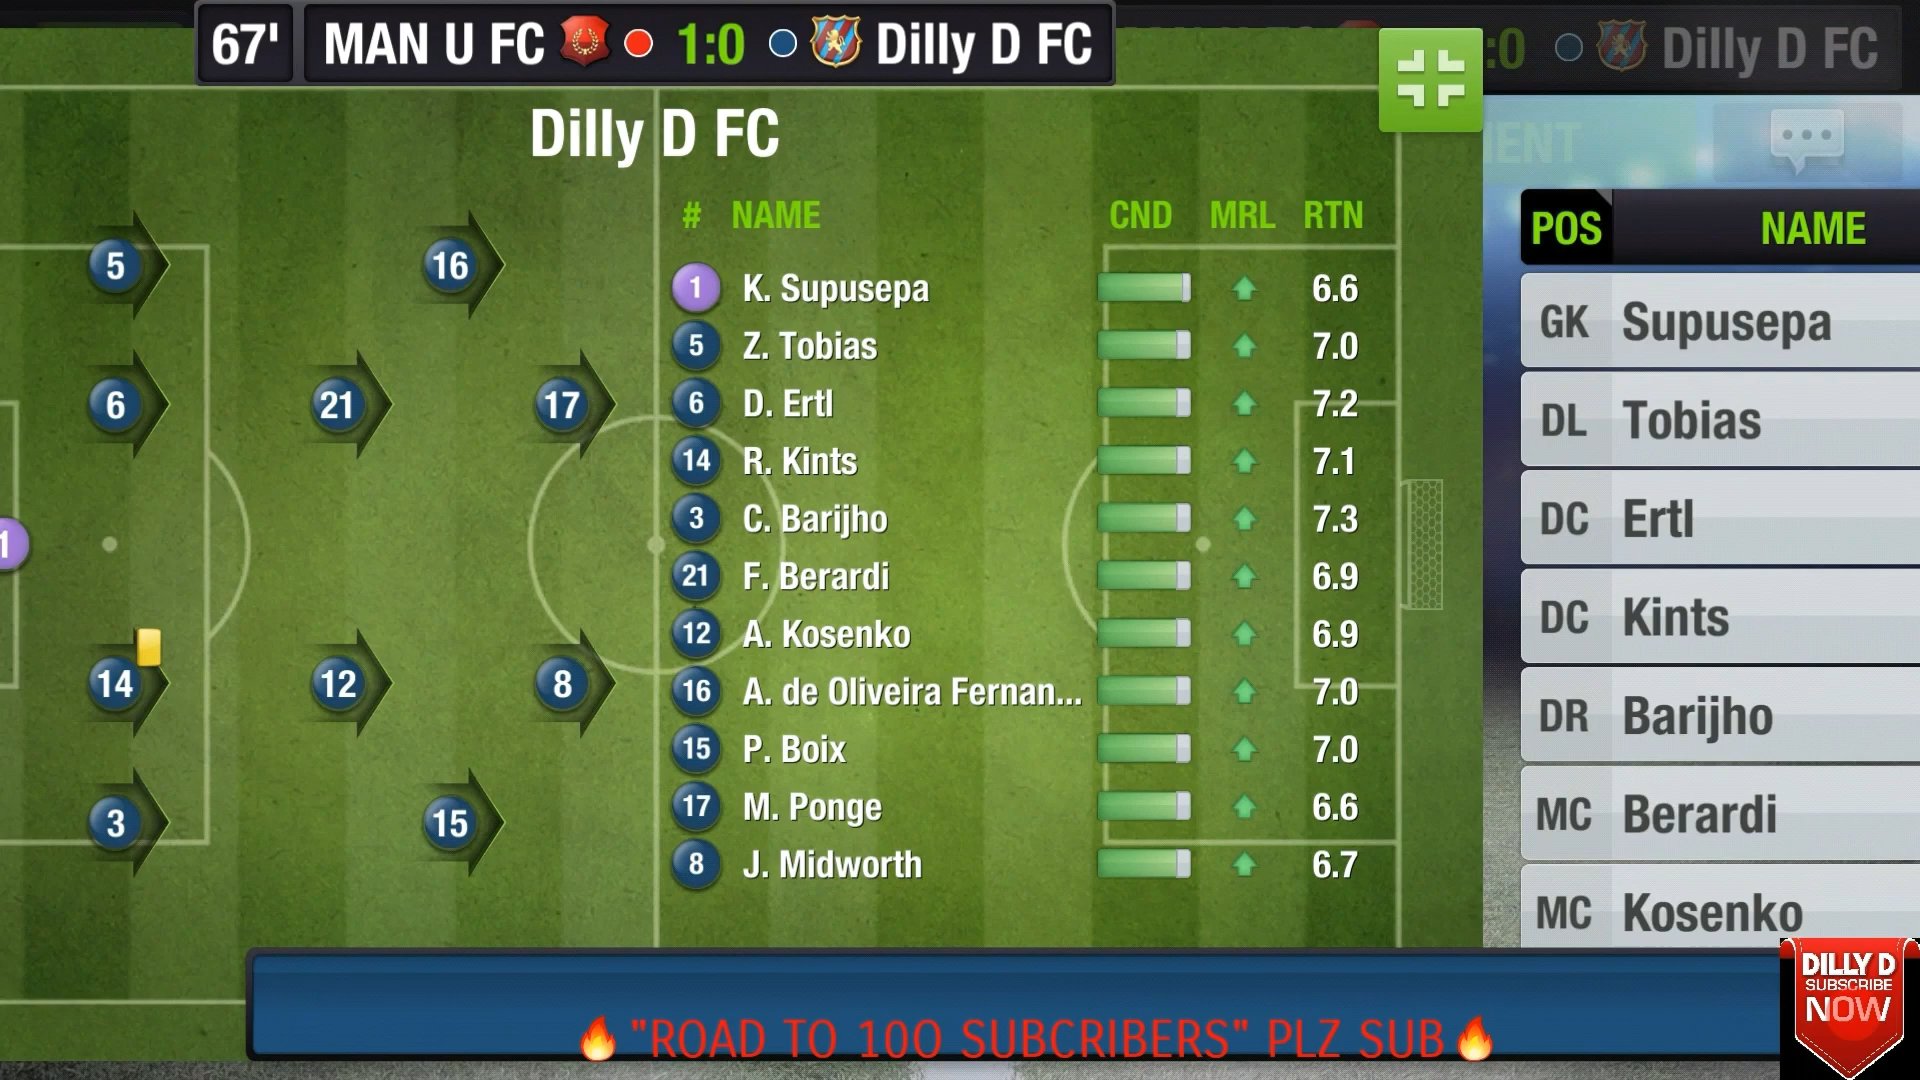 67' MAN U FC 1:0 Dilly D FC
:0 Dilly D FC
Dilly D FC
# NAME CND MRL RTN
1 K. Supusepa 6.6
5 Z. Tobias 7.0
6 D. Ertl 7.2
14 R. Kints 7.1
3 C. Barijho 7.3
21 F. Berardi 6.9
12 A. Kosenko 6.9
16 A. de Oliveira Fernan... 7.0
15 P. Boix 7.0
17 M. Ponge 6.6
8 J. Midworth 6.7
5 16
6 21 17
1
14 12 8
3 15
ENT
POS NAME
GK Supusepa
DL Tobias
DC Ertl
DC Kints
DR Barijho
MC Berardi
MC Kosenko
"ROAD TO 100 SUBCRIBERS" PLZ SUB
DILLY D
SUBSCRIBE
NOW